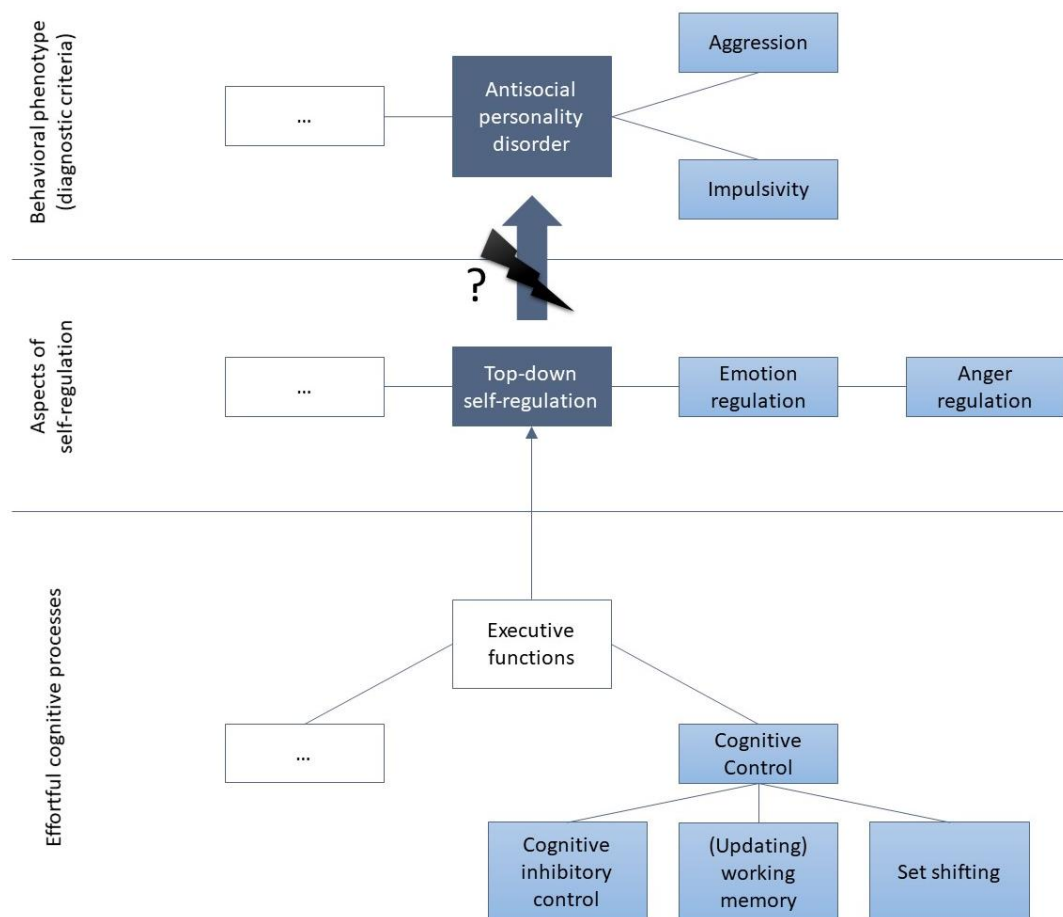 Behavioral phenotype
(diagnostic criteria)
Aggression
...
Antisocial
personality
disorder
Impulsivity
?
Aspects of
self-regulation
...
Top-down
self-regulation
Emotion
regulation
Anger
regulation
Effortful cognitive processes
Executive
functions
...
Cognitive
Control
Cognitive
inhibitory
control
(Updating)
working
memory
Set shifting